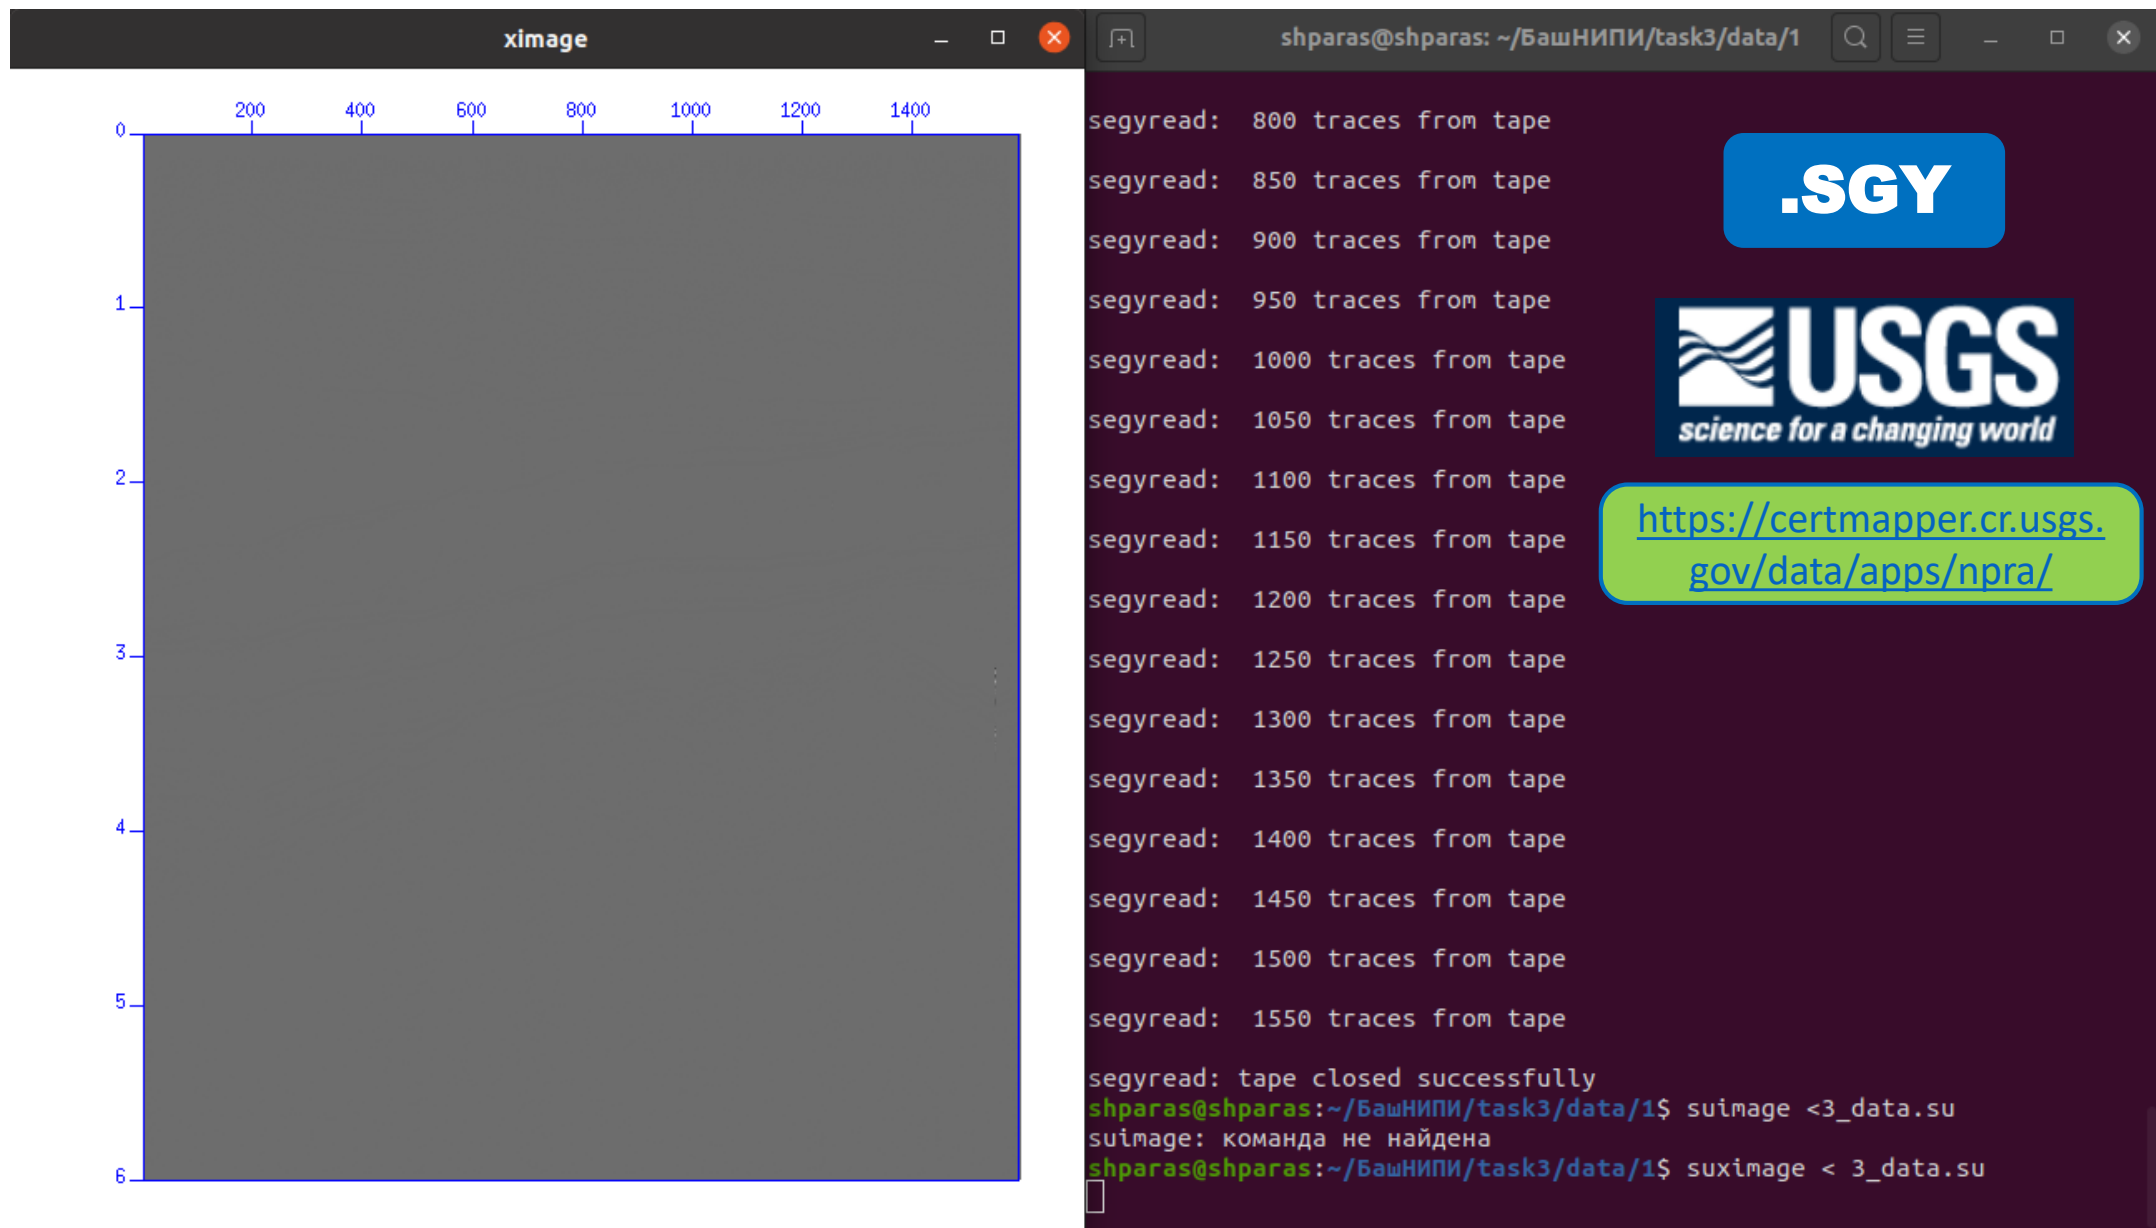 ximage
200 400 600 800 1000 1200 1400
0
1
2
3
4
5
6
shparas@shparas: ~/БашНИПИ/task3/data/1
segyread:  800 traces from tape
segyread:  850 traces from tape
segyread:  900 traces from tape
segyread:  950 traces from tape
segyread:  1000 traces from tape
segyread:  1050 traces from tape
segyread:  1100 traces from tape
segyread:  1150 traces from tape
segyread:  1200 traces from tape
segyread:  1250 traces from tape
segyread:  1300 traces from tape
segyread:  1350 traces from tape
segyread:  1400 traces from tape
segyread:  1450 traces from tape
segyread:  1500 traces from tape
segyread:  1550 traces from tape
segyread: tape closed successfully
shparas@shparas:~/БашНИПИ/task3/data/1$ suimage <3_data.su
suimage: команда не найдена
shparas@shparas:~/БашНИПИ/task3/data/1$ suximage < 3_data.su
.SGY
USGS
science for a changing world
https://certmapper.cr.usgs.
gov/data/apps/npra/